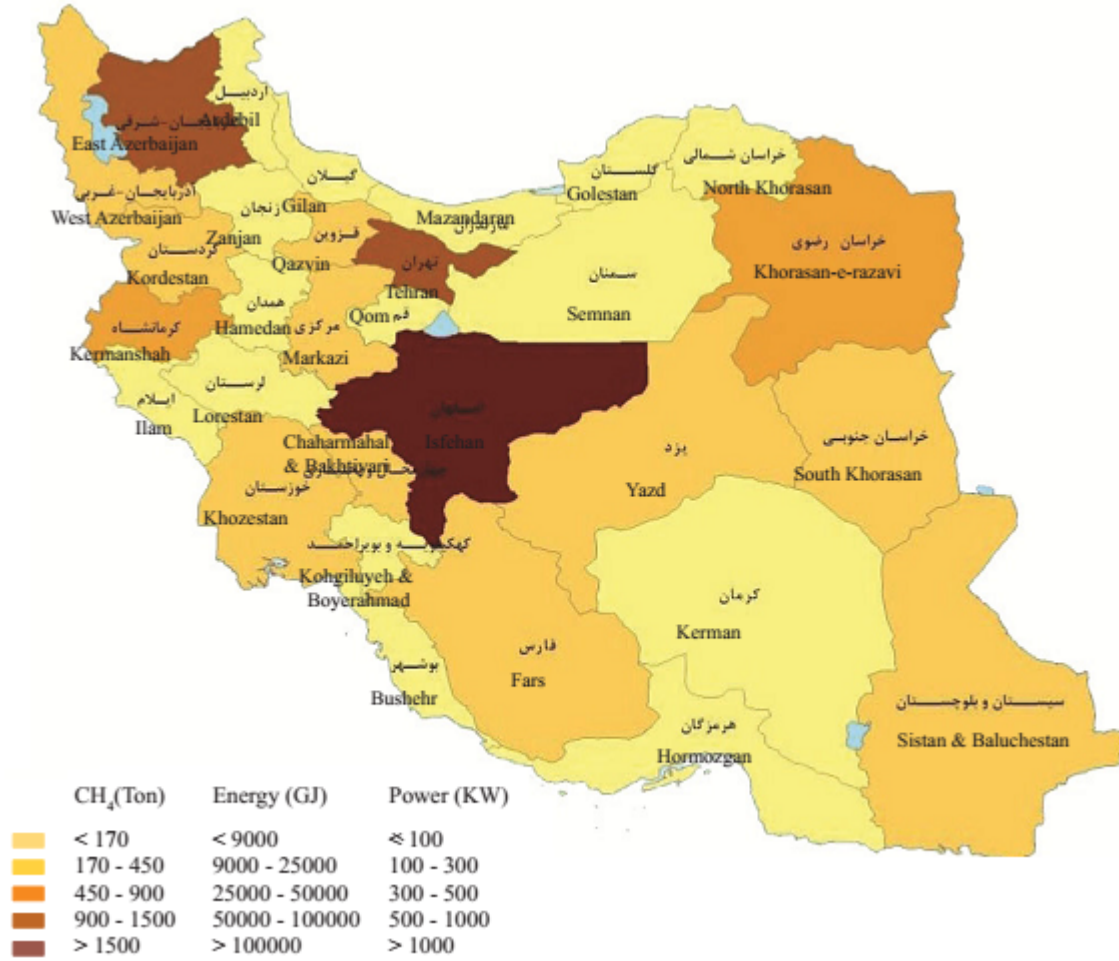 اردبیل
Ardebil
آذربایجان-شرقی
East Azerbaijan
آذربایجان-غربی
West Azerbaijan
گیلان
Gilan
زنجان
Zanjan
Mazandaran
مازندران
گلستان
Golestan
خراسان شمالی
North Khorasan
خراسان رضوی
Khorasan-e-razavi
کردستان
Kordestan
قزوین
Qazvin
تهران
Tehran
سمنان
Semnan
همدان
Hamedan
قم
Qom
مرکزی
Markazi
کرمانشاه
Kermanshah
لرستان
Lorestan
ایلام
Ilam
اصفهان
Isfehan
Chaharmahal
& Bakhtiyari
خوزستان
Khozestan
یزد
Yazd
خراسان جنوبی
South Khorasan
کهکیلویه و بویراحمد
Kohgiluyeh &
Boyerahmad
کرمان
Kerman
فارس
Fars
بوشهر
Bushehr
هرمزگان
Hormozgan
سیستان و بلوچستان
Sistan & Baluchestan
CH₄(Ton) Energy (GJ) Power (KW)
< 170 < 9000 ≤ 100
170 - 450 9000 - 25000 100 - 300
450 - 900 25000 - 50000 300 - 500
900 - 1500 50000 - 100000 500 - 1000
> 1500 > 100000 > 1000